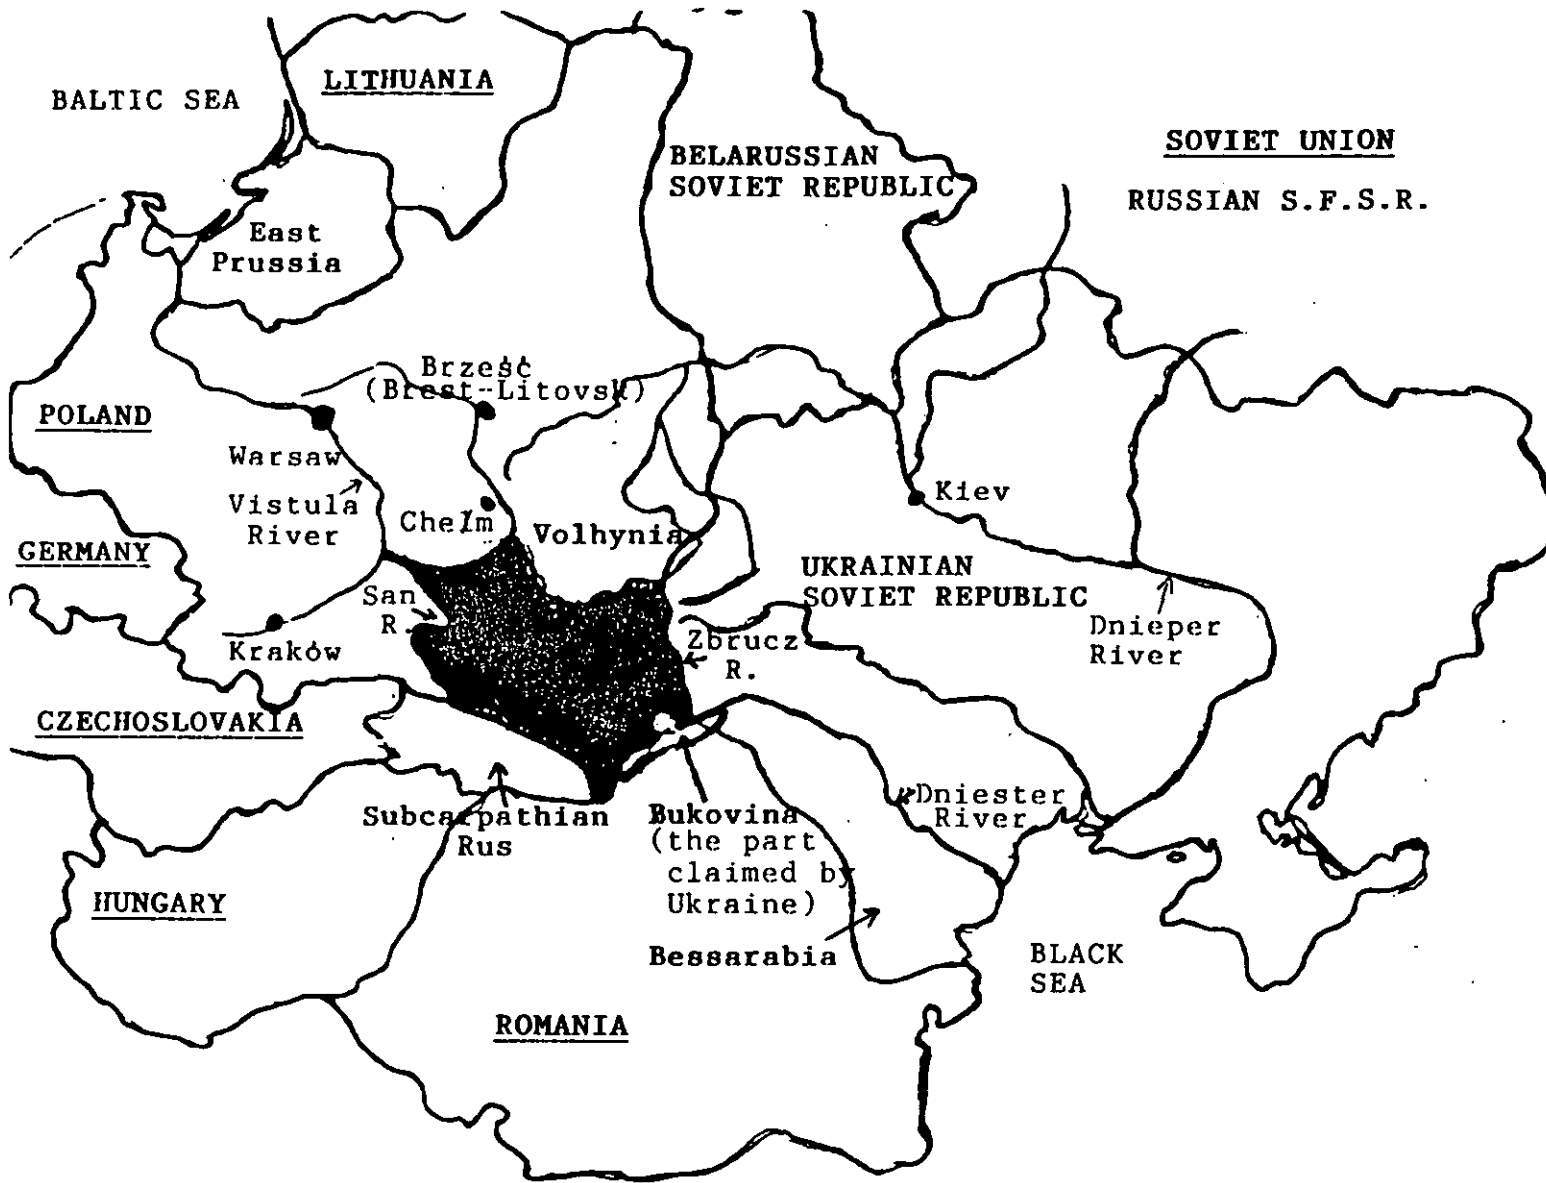 LITHUANIA
BALTIC SEA
SOVIET UNION
BELARUSSIAN
SOVIET REPUBLIC
RUSSIAN S.F.S.R.
East
Prussia
Brześć
(Brest-Litovsk)
POLAND
Warsaw
Vistula
River
Chełm
Kiev
Volhynia
GERMANY
UKRAINIAN
SOVIET REPUBLIC
San
R.
Dnieper
River
Kraków
Zbrucz
R.
CZECHOSLOVAKIA
Dniester
River
Subcarpathian
Rus
Bukovina
(the part
claimed by
Ukraine)
HUNGARY
Bessarabia
BLACK
SEA
ROMANIA